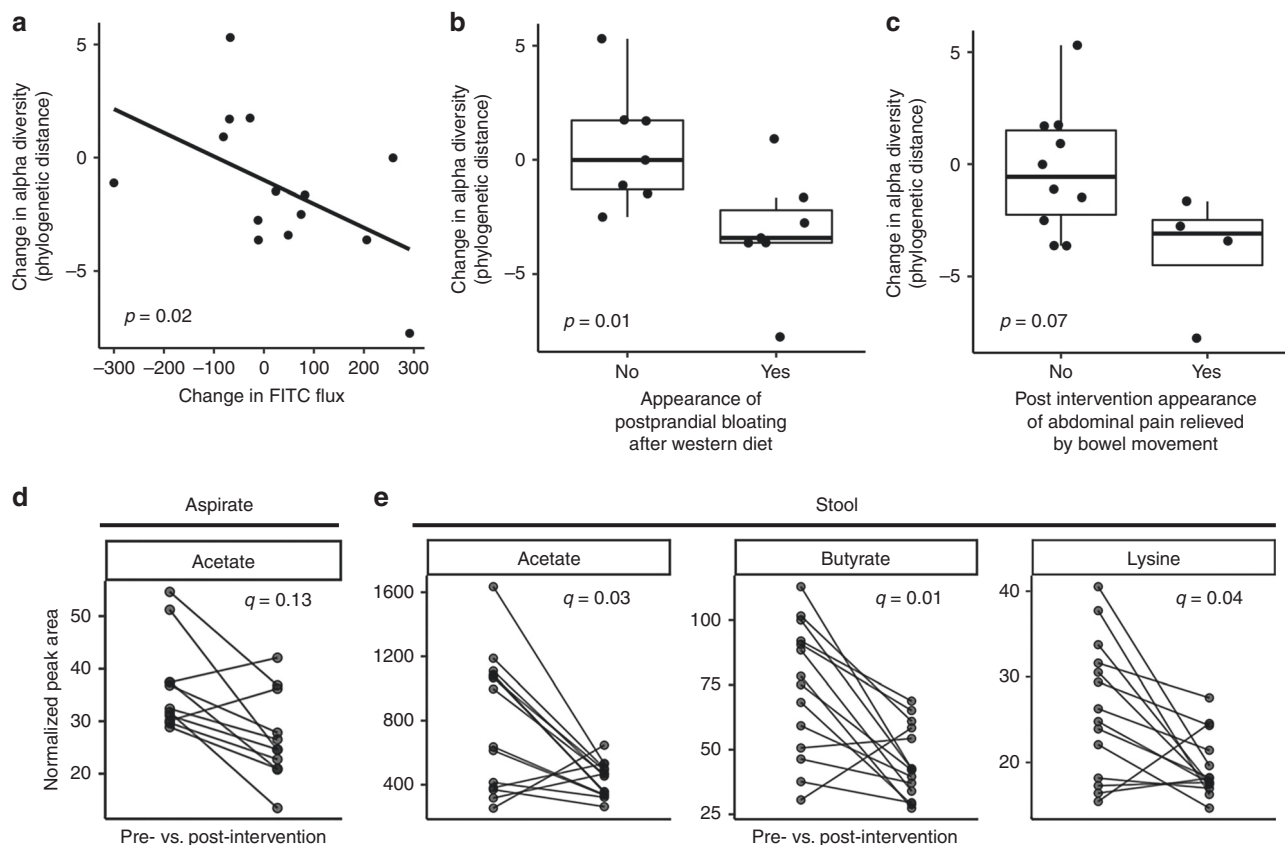 a
Change in alpha diversity
(phylogenetic distance)
5
0
−5
p = 0.02
−300 −200 −100 0 100 200 300
Change in FITC flux
b
Change in alpha diversity
(phylogenetic distance)
5
0
−5
p = 0.01
No Yes
Appearance of
postprandial bloating
after western diet
c
Change in alpha diversity
(phylogenetic distance)
5
0
−5
p = 0.07
No Yes
Post intervention appearance
of abdominal pain relieved
by bowel movement
d
Aspirate
Acetate
q = 0.13
Normalized peak area
50
40
30
20
Pre- vs. post-intervention
e
Stool
Acetate
q = 0.03
1600
1200
800
400
Butyrate
q = 0.01
100
75
50
25
Pre- vs. post-intervention
Lysine
q = 0.04
40
30
20